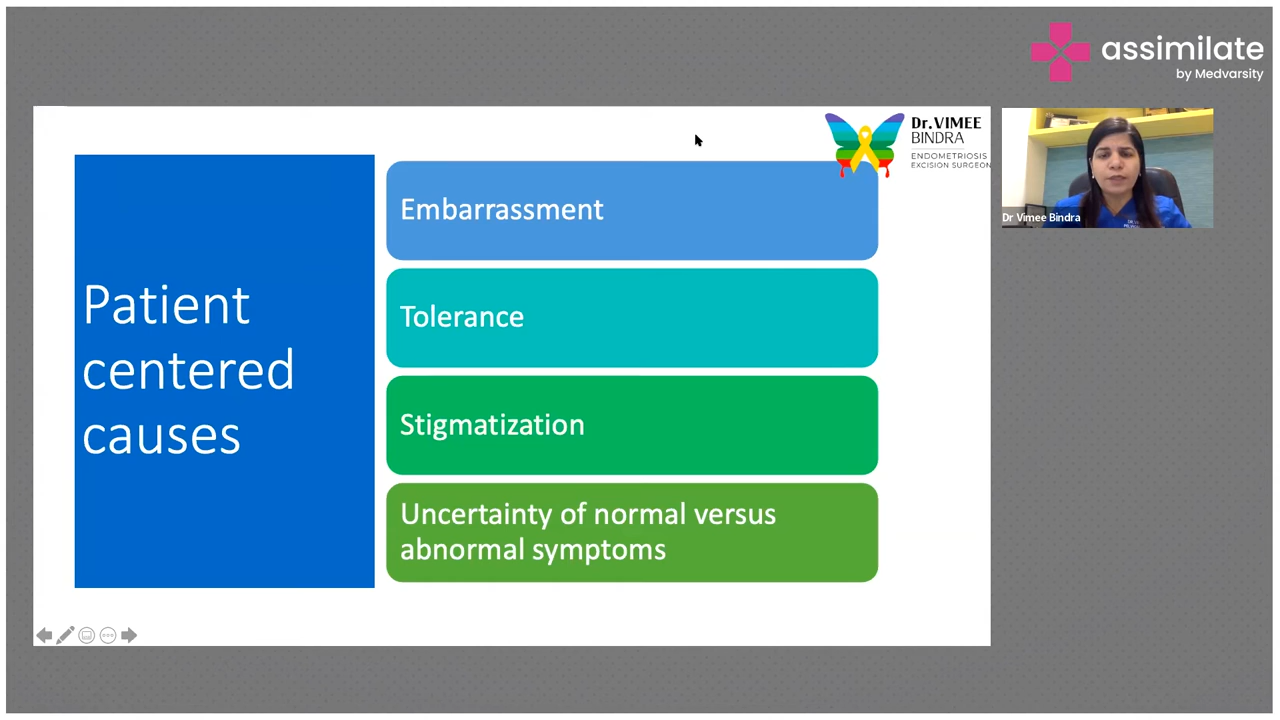 assimilate
by Medvarsity
Dr.VIMEE
BINDRA
ENDOMETRIOSIS
EXCISION SURGEON
Patient
centered
causes
Embarrassment
Tolerance
Stigmatization
Uncertainty of normal versus
abnormal symptoms
Dr Vimee Bindra